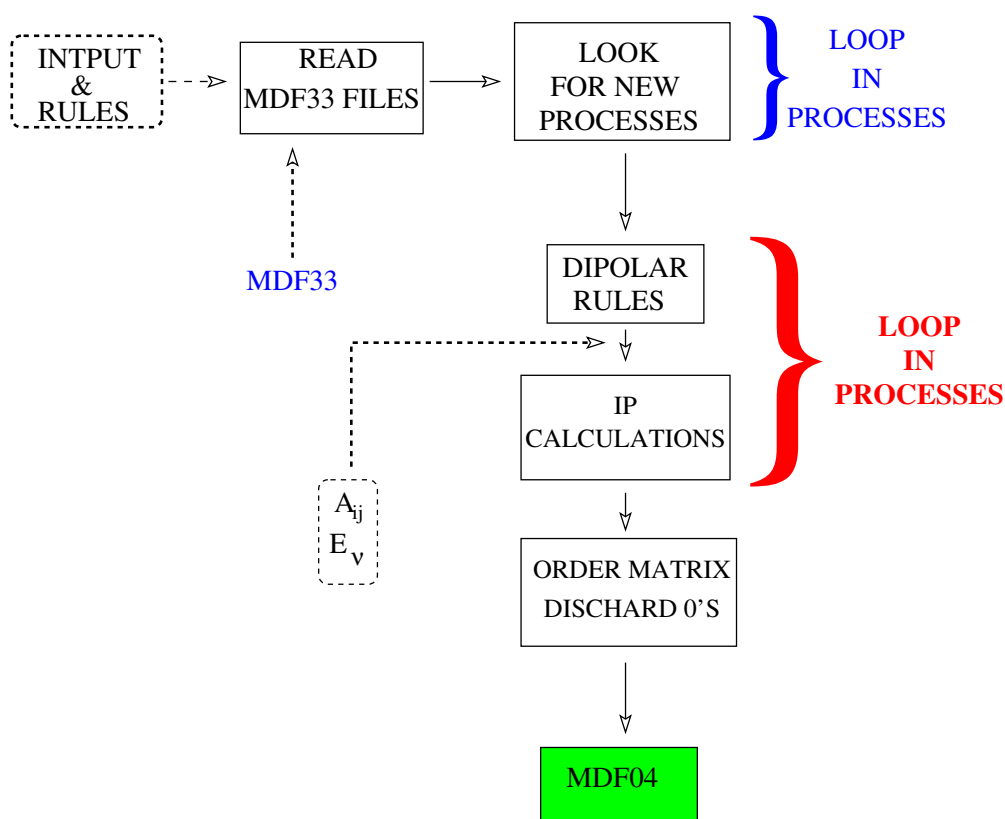 INTPUT
&
RULES
READ
MDF33 FILES
LOOK
FOR NEW
PROCESSES
LOOP
IN
PROCESSES
MDF33
DIPOLAR
RULES
LOOP
IN
PROCESSES
IP
CALCULATIONS
A_ij
E_ν
ORDER MATRIX
DISCHARD 0'S
MDF04